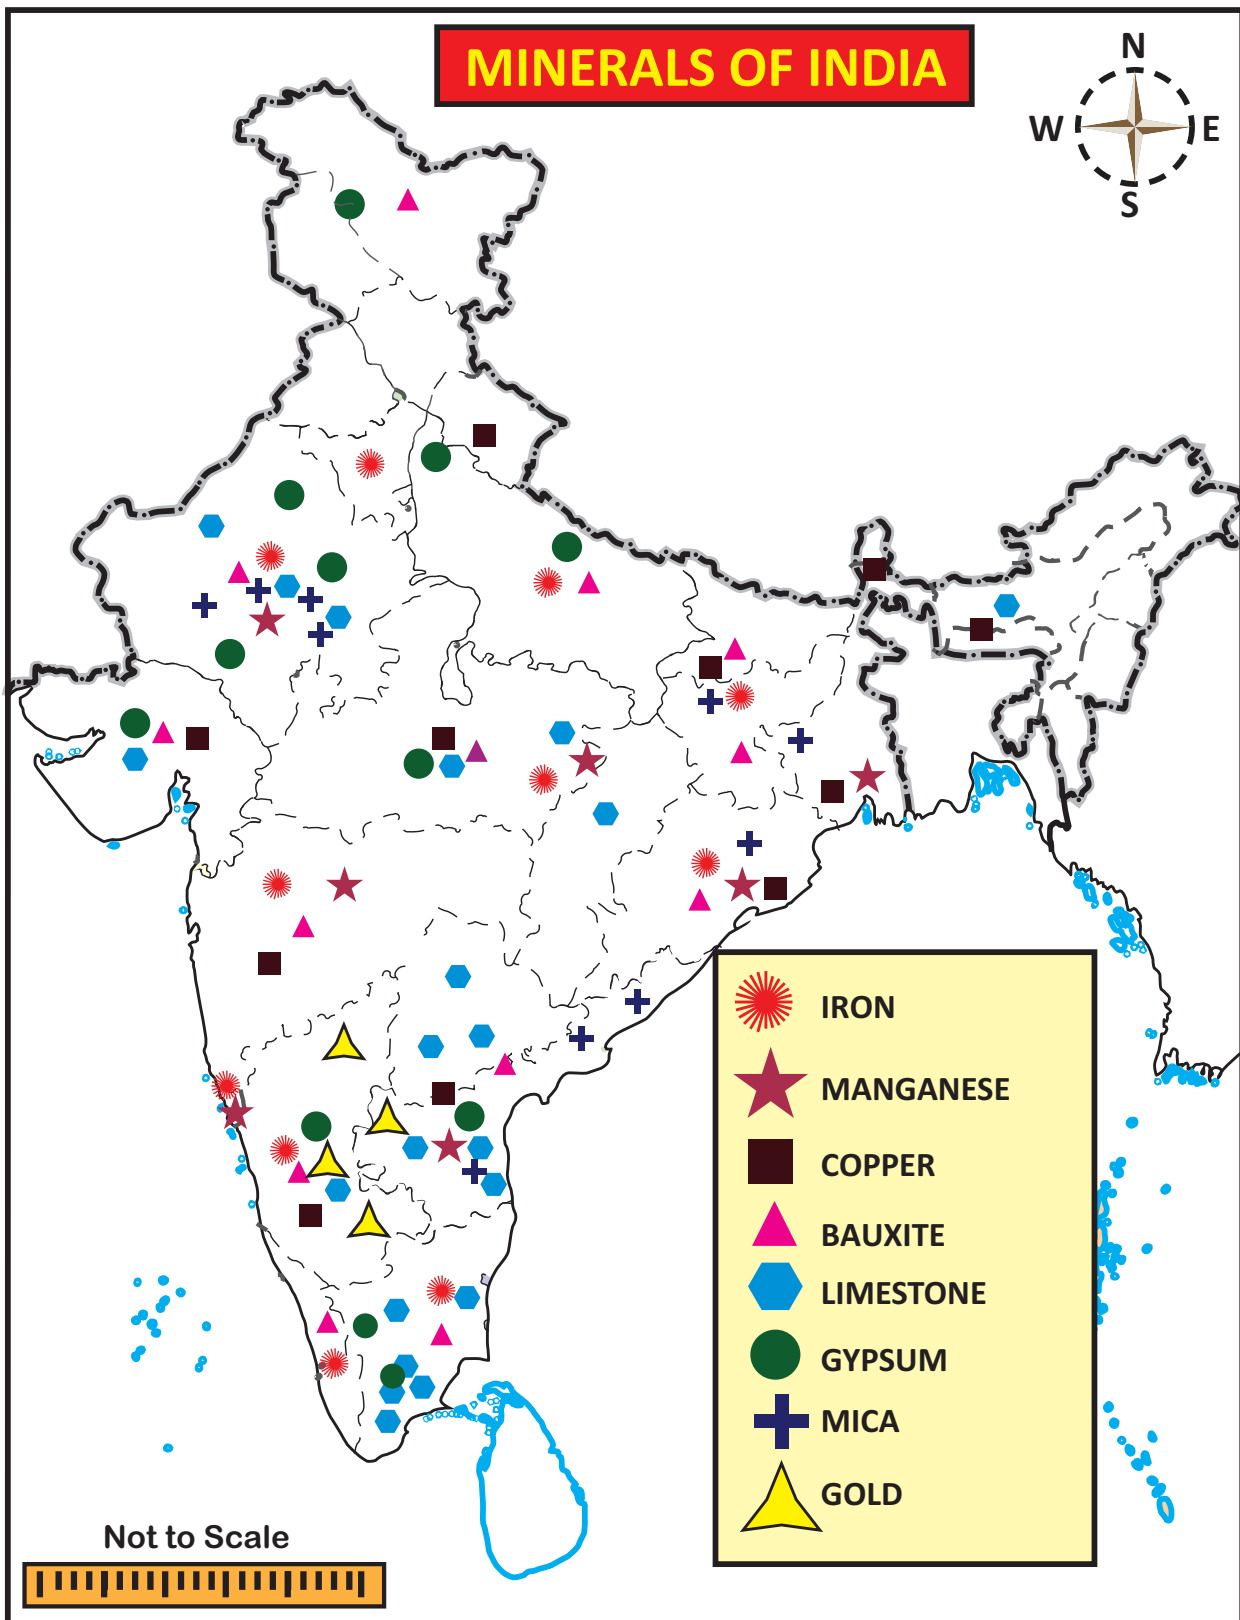 MINERALS OF INDIA
N
W
E
S
IRON
MANGANESE
COPPER
BAUXITE
LIMESTONE
GYPSUM
MICA
GOLD
Not to Scale